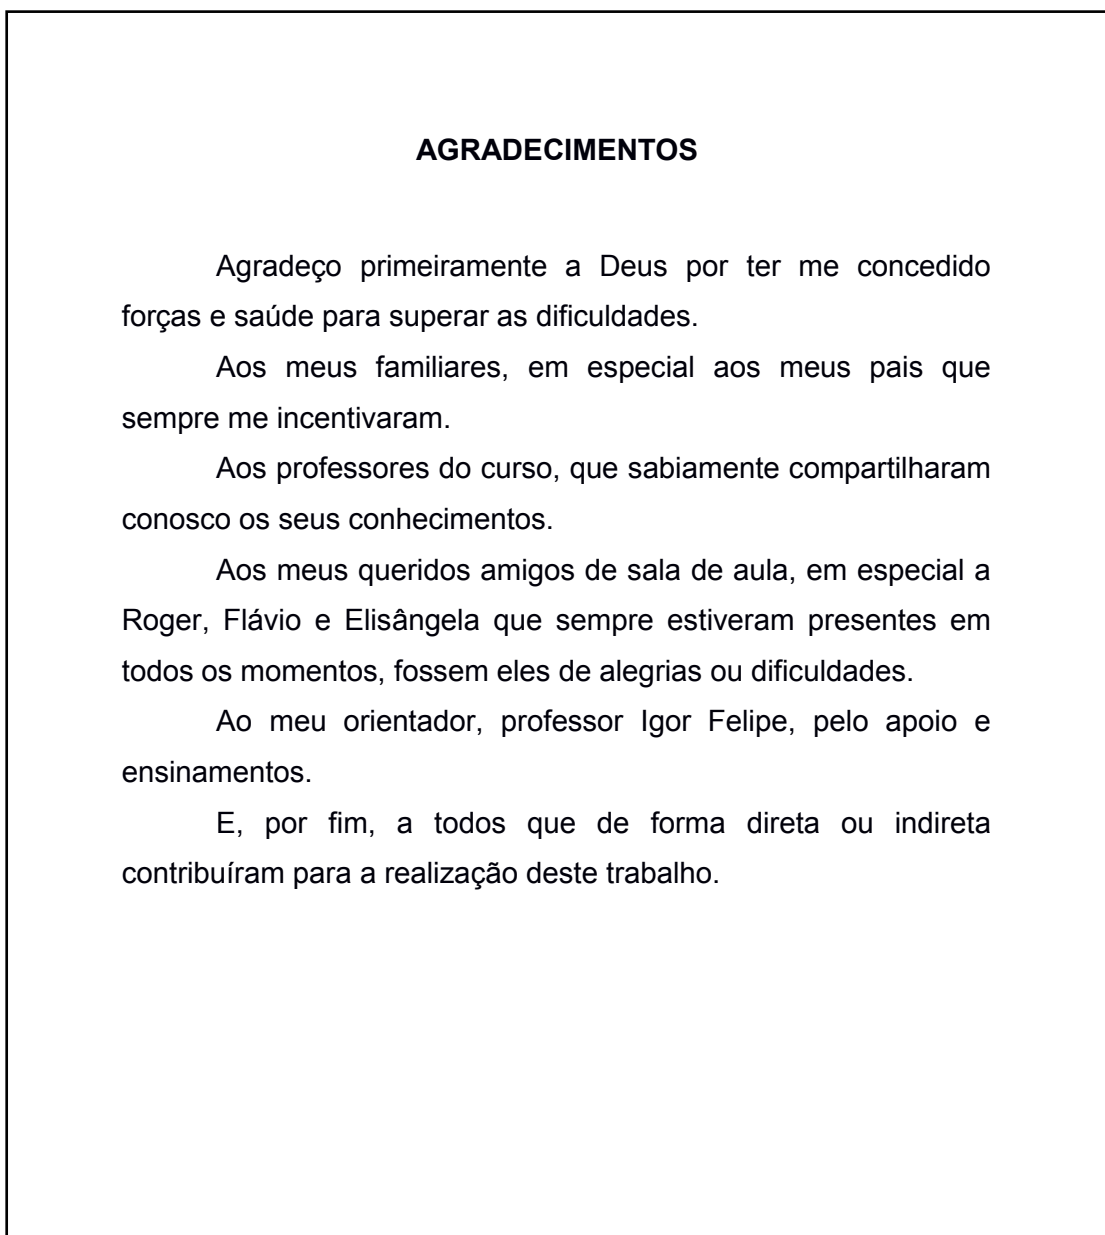 AGRADECIMENTOS
Agradeço primeiramente a Deus por ter me concedido
forças e saúde para superar as dificuldades.
Aos meus familiares, em especial aos meus pais que
sempre me incentivaram.
Aos professores do curso, que sabiamente compartilharam
conosco os seus conhecimentos.
Aos meus queridos amigos de sala de aula, em especial a
Roger, Flávio e Elisângela que sempre estiveram presentes em
todos os momentos, fossem eles de alegrias ou dificuldades.
Ao meu orientador, professor Igor Felipe, pelo apoio e
ensinamentos.
E, por fim, a todos que de forma direta ou indireta
contribuíram para a realização deste trabalho.